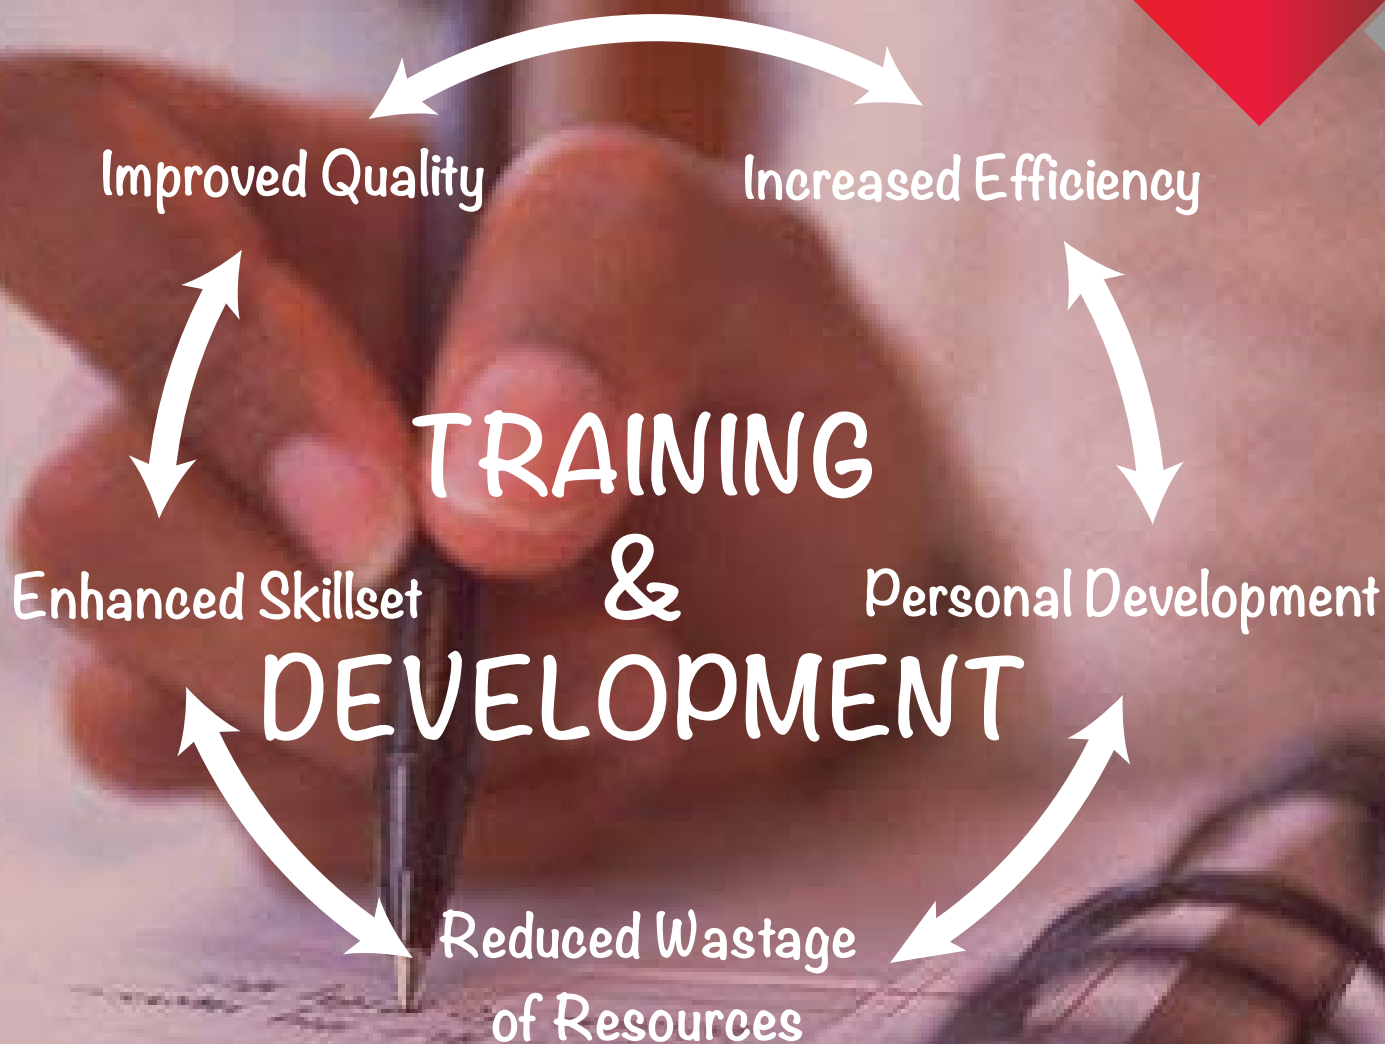 Improved Quality
Increased Efficiency
TRAINING
&
Enhanced Skillset
Personal Development
DEVELOPMENT
Reduced Wastage
of Resources